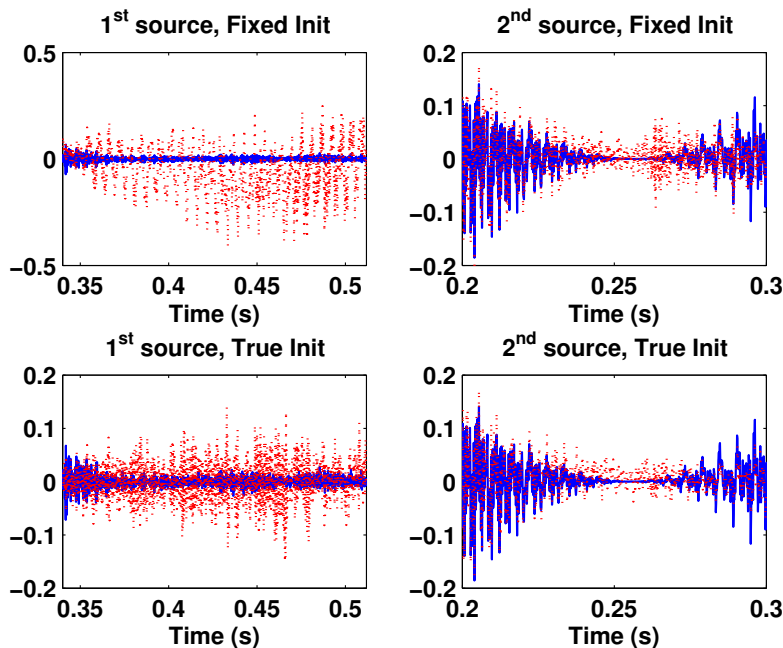 1st source, Fixed Init
0.5
0
−0.5
0.35 0.4 0.45 0.5
Time (s)
2nd source, Fixed Init
0.2
0.1
0
−0.1
−0.2
0.2 0.25 0.3
Time (s)
1st source, True Init
0.2
0.1
0
−0.1
−0.2
0.35 0.4 0.45 0.5
Time (s)
2nd source, True Init
0.2
0.1
0
−0.1
−0.2
0.2 0.25 0.3
Time (s)